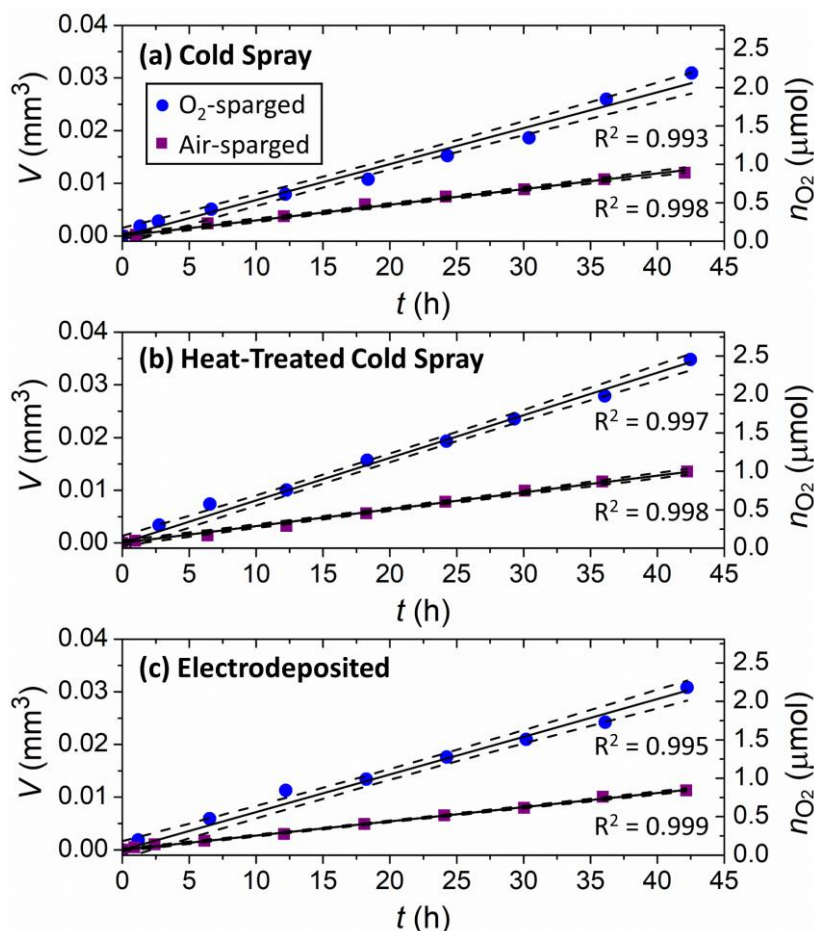 (a) Cold Spray
O₂-sparged
Air-sparged
R² = 0.993
R² = 0.998
0.04
0.03
0.02
0.01
0.00
V (mm³)
2.5
2.0
1.5
1.0
0.5
0.0
nO₂ (μmol)
0 5 10 15 20 25 30 35 40 45
t (h)
(b) Heat-Treated Cold Spray
R² = 0.997
R² = 0.998
0.04
0.03
0.02
0.01
0.00
V (mm³)
2.5
2.0
1.5
1.0
0.5
0.0
nO₂ (μmol)
0 5 10 15 20 25 30 35 40 45
t (h)
(c) Electrodeposited
R² = 0.995
R² = 0.999
0.04
0.03
0.02
0.01
0.00
V (mm³)
2.5
2.0
1.5
1.0
0.5
0.0
nO₂ (μmol)
0 5 10 15 20 25 30 35 40 45
t (h)